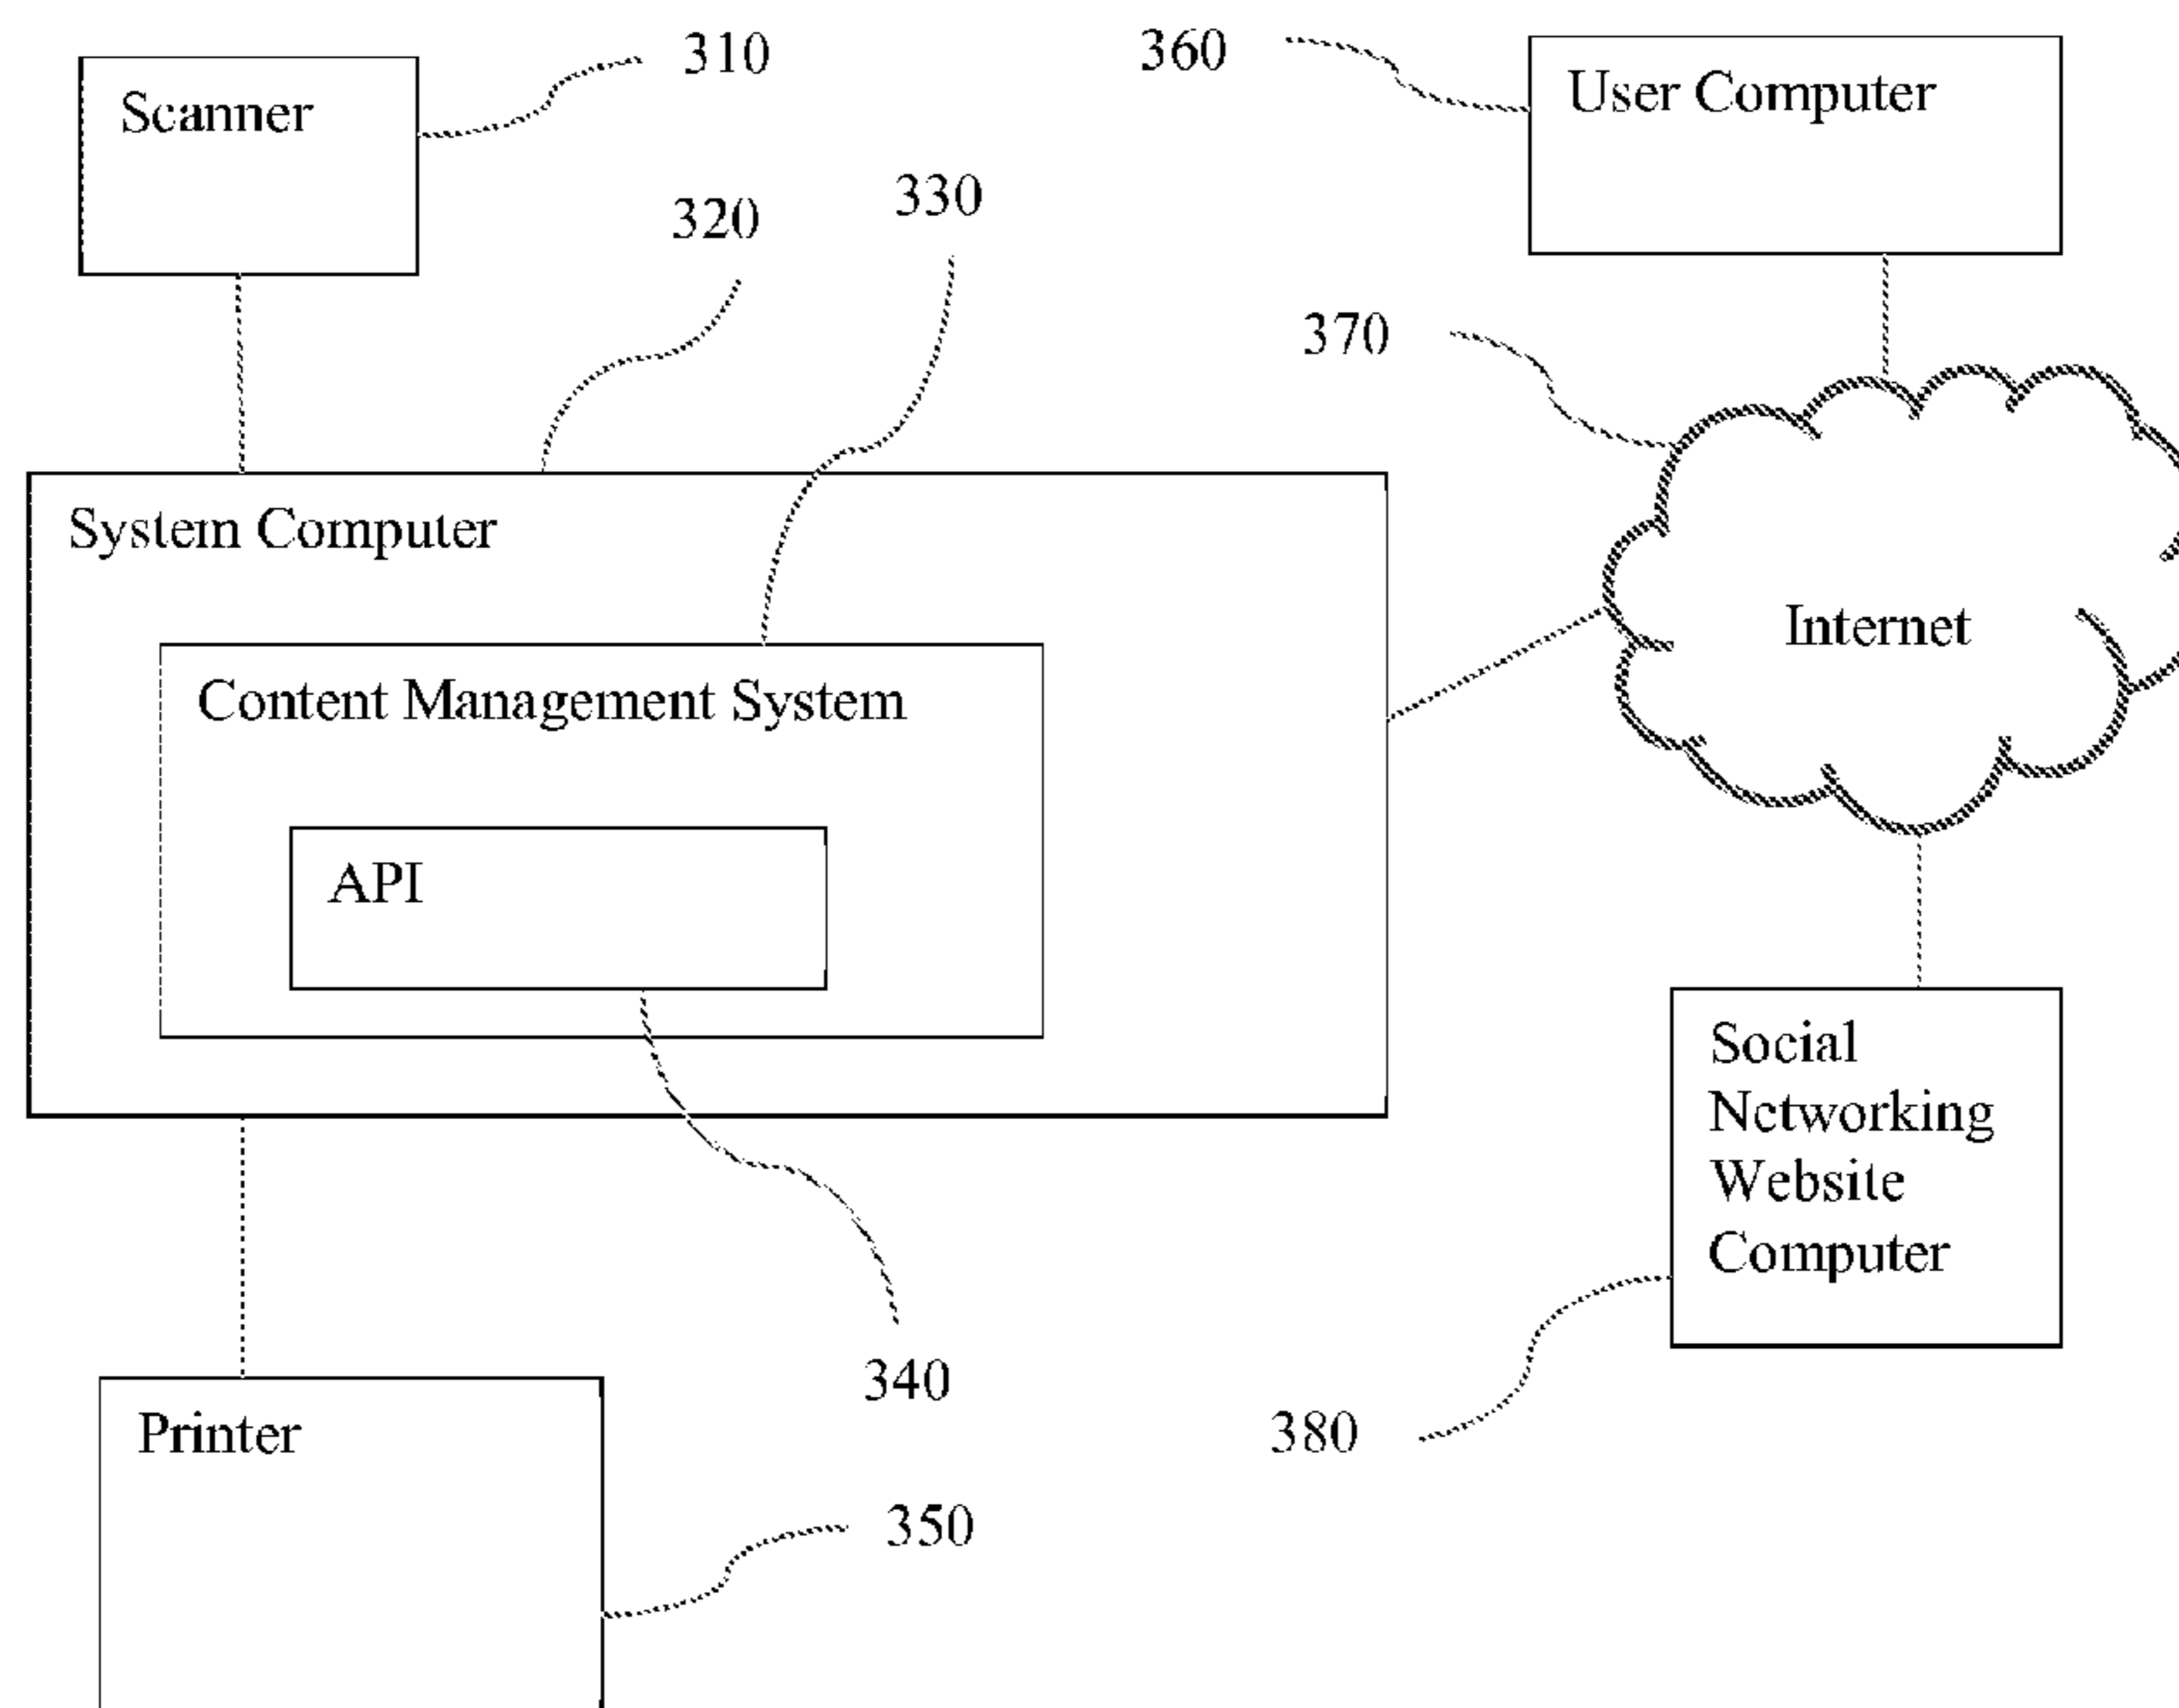 310
360
Scanner
User Computer
320
330
370
System Computer
Internet
Content Management System
API
Social
Networking
Website
Computer
340
380
Printer
350